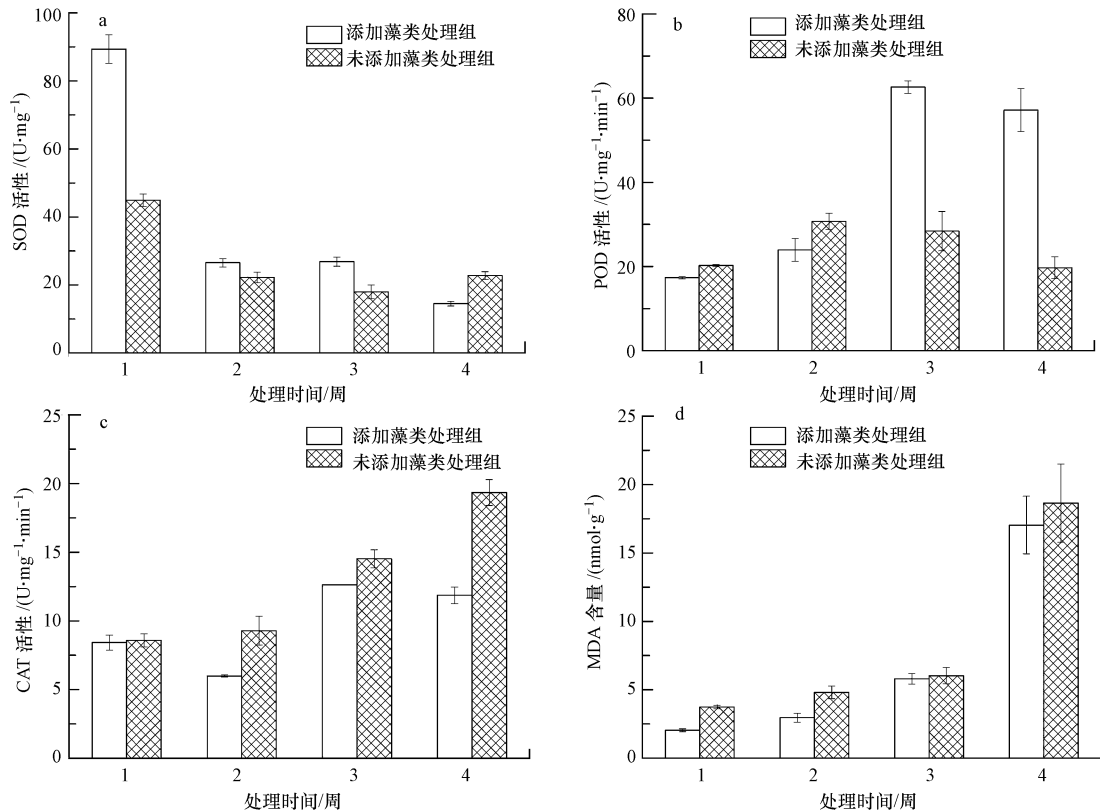 a
添加藻类处理组
未添加藻类处理组
SOD 活性/(U·mg⁻¹)
100
80
60
40
20
0
1 2 3 4
处理时间/周
b
添加藻类处理组
未添加藻类处理组
POD 活性/(U·mg⁻¹·min⁻¹)
80
60
40
20
0
1 2 3 4
处理时间/周
c
添加藻类处理组
未添加藻类处理组
CAT 活性/(U·mg⁻¹·min⁻¹)
25
20
15
10
5
0
1 2 3 4
处理时间/周
d
添加藻类处理组
未添加藻类处理组
MDA 含量/(nmol·g⁻¹)
25
20
15
10
5
0
1 2 3 4
处理时间/周